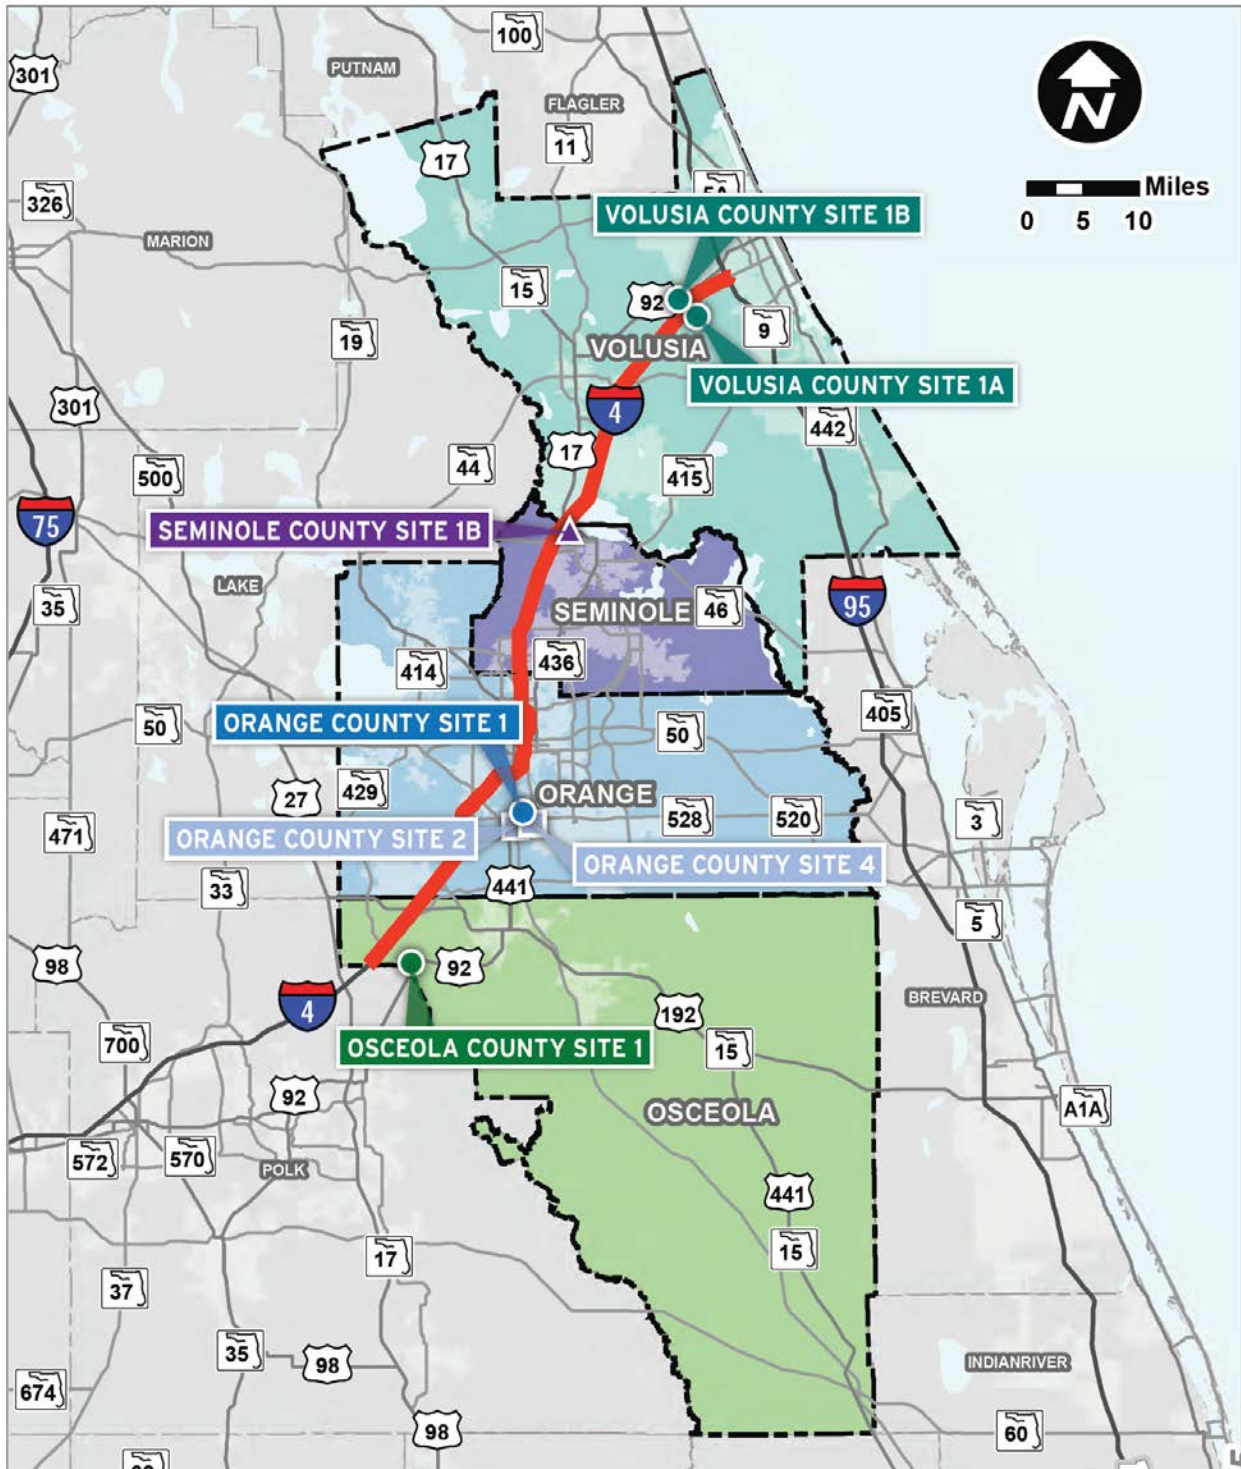 100
301
PUTNAM
FLAGLER
N
11
17
Miles
0 5 10
326
5A
VOLUSIA COUNTY SITE 1B
MARION
15
92
9
19
VOLUSIA
VOLUSIA COUNTY SITE 1A
301
4
442
17
44
415
500
75
SEMINOLE COUNTY SITE 1B
LAKE
35
95
SEMINOLE
46
436
414
ORANGE COUNTY SITE 1
405
50
50
27
429
ORANGE
528
520
3
471
ORANGE COUNTY SITE 2
ORANGE COUNTY SITE 4
33
441
5
98
92
4
BREVARD
192
700
OSCEOLA COUNTY SITE 1
15
92
OSCEOLA
A1A
572
570
POLK
441
17
15
37
35
98
INDIANRIVER
674
98
60